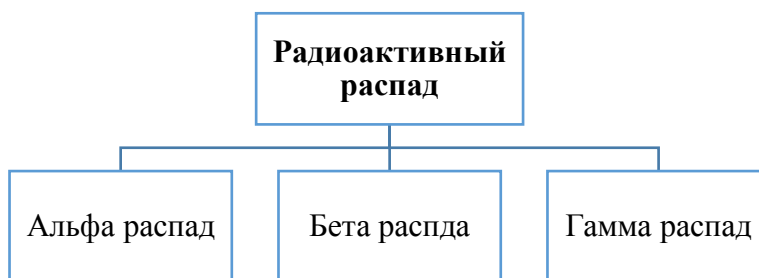 Радиоактивный
распад
Альфа распад
Бета распда
Гамма распад